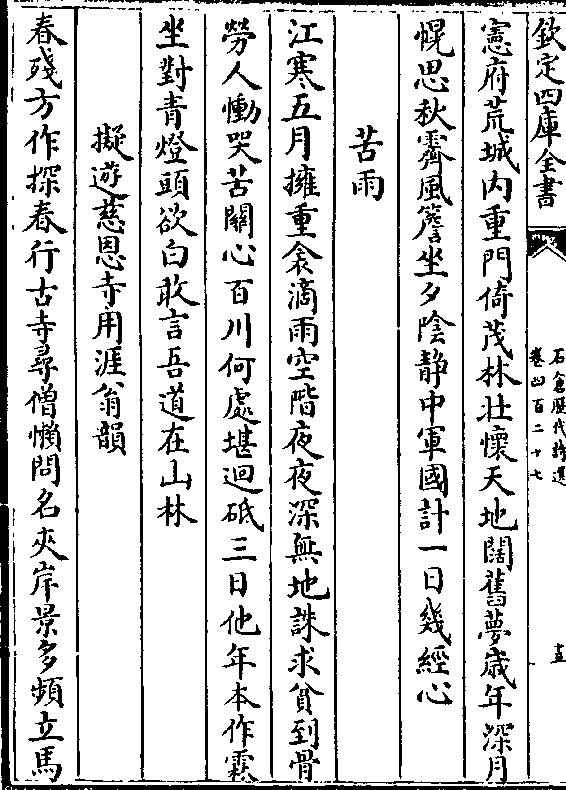 欽定四庫全書
石倉歷代詩選
卷四百二十七
憲府荒城内重門倚茂林壯懷天地闊舊夢歳年深月
幌思秋霽風簷坐夕陰静中軍國計一日幾經心
苦雨
江寒五月擁重衾滴雨空階夜夜深無地誅求貧到骨
勞人慟哭苦闗心百川何處堪迴砥三日他年本作霖
坐對青燈頭欲白敢言吾道在山林
擬遊慈恩寺用涯翁韻
春殘方作探春行古寺尋僧懶問名夾岸景多頻立馬